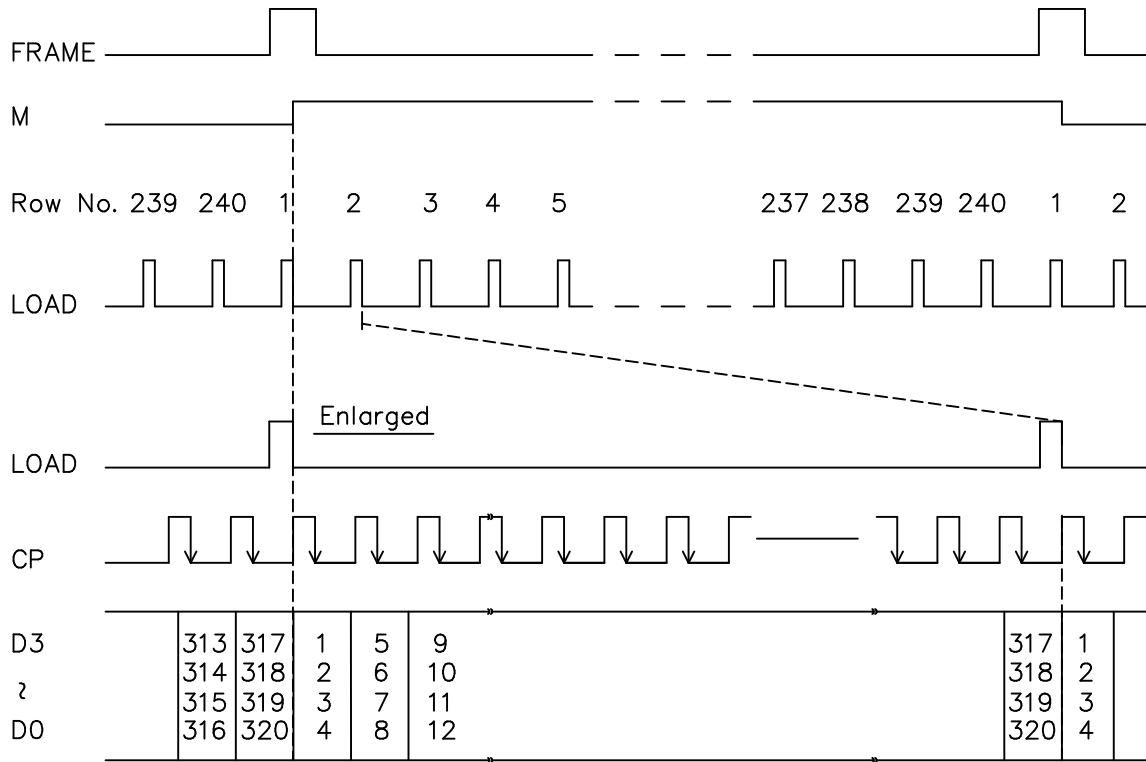 FRAME
M
Row No. 239 240 1 2 3 4 5 237 238 239 240 1 2
LOAD
Enlarged
LOAD
CP
D3 313 317 1 5 9 317 1
314 318 2 6 10 318 2
~ 315 319 3 7 11 319 3
D0 316 320 4 8 12 320 4